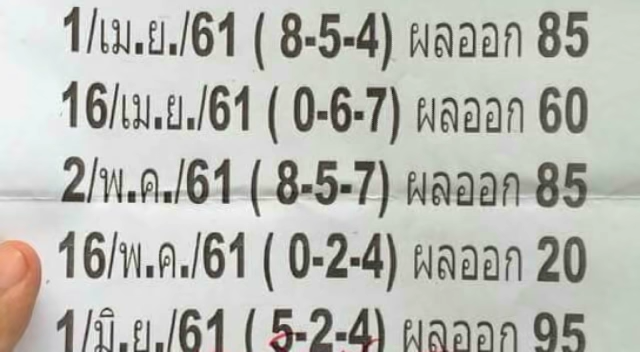 1/เม.ย./61 ( 8-5-4) ผลออก 85
16/เม.ย./61 ( 0-6-7) ผลออก 60
2/พ.ค./61 ( 8-5-7) ผลออก 85
16/พ.ค./61 ( 0-2-4) ผลออก 20
1/มิ.ย./61 ( 5-2-4) ผลออก 95